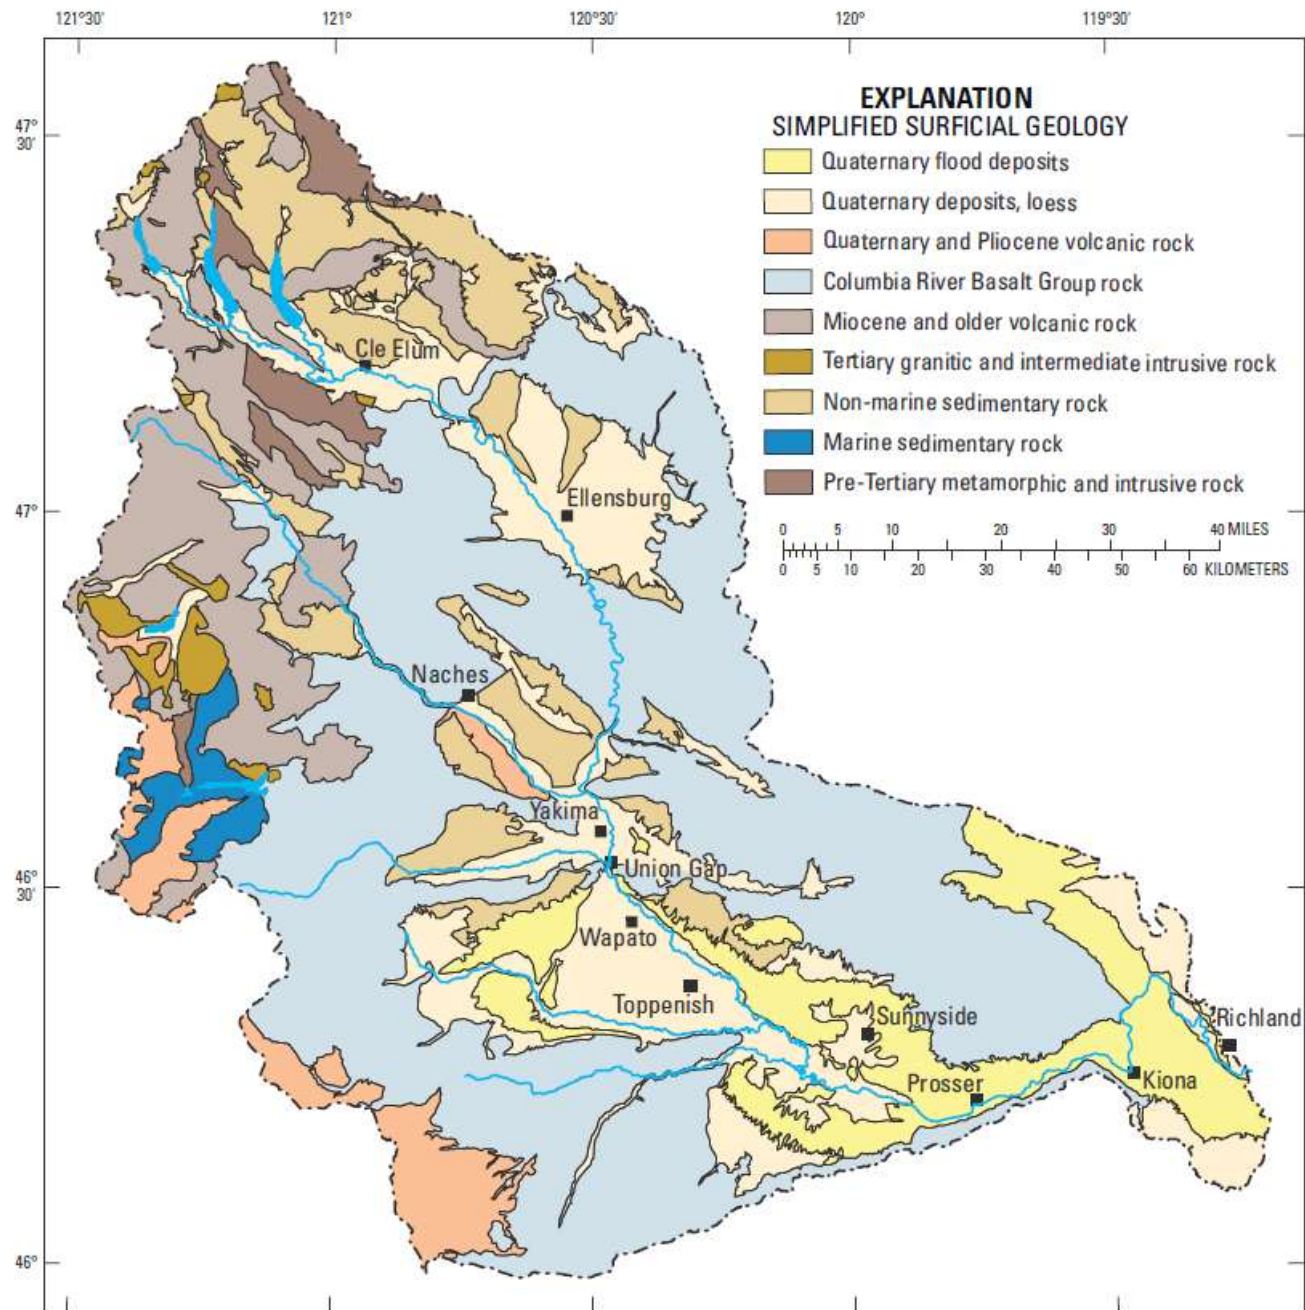 121°30' 121° 120°30' 120° 119°30'
EXPLANATION
SIMPLIFIED SURFICIAL GEOLOGY
Quaternary flood deposits
Quaternary deposits, loess
Quaternary and Pliocene volcanic rock
Columbia River Basalt Group rock
Miocene and older volcanic rock
Tertiary granitic and intermediate intrusive rock
Non-marine sedimentary rock
Marine sedimentary rock
Pre-Tertiary metamorphic and intrusive rock
0 5 10 20 30 40 MILES
0 5 10 20 30 40 50 60 KILOMETERS
47°
30'
Cle Elum
47°
Ellensburg
Naches
Yakima
46°
30'
Union Gap
Wapato
Toppenish
Sunnyside
Richland
Prosser
Kiona
46°